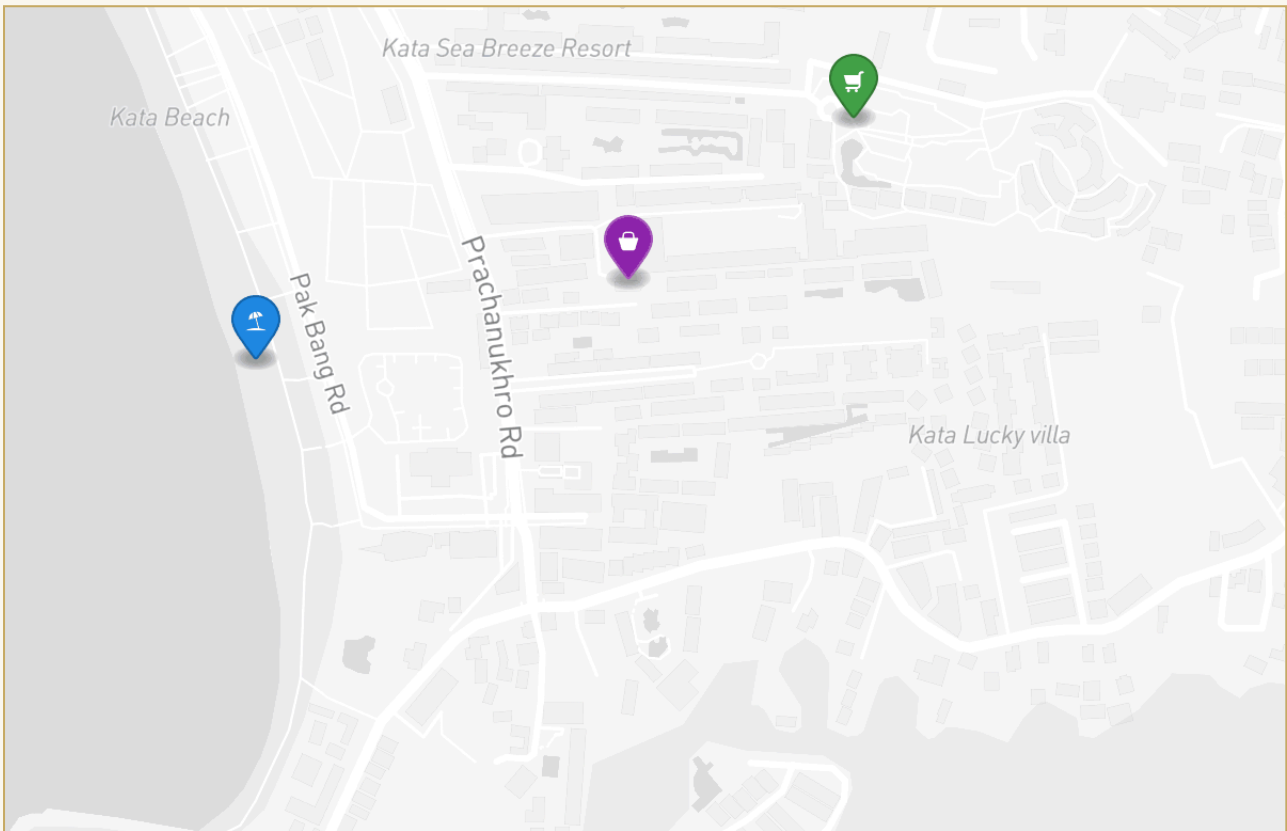 Kata Sea Breeze Resort
Kata Beach
Pak Bang Rd
Prachanukhro Rd
Kata Lucky villa